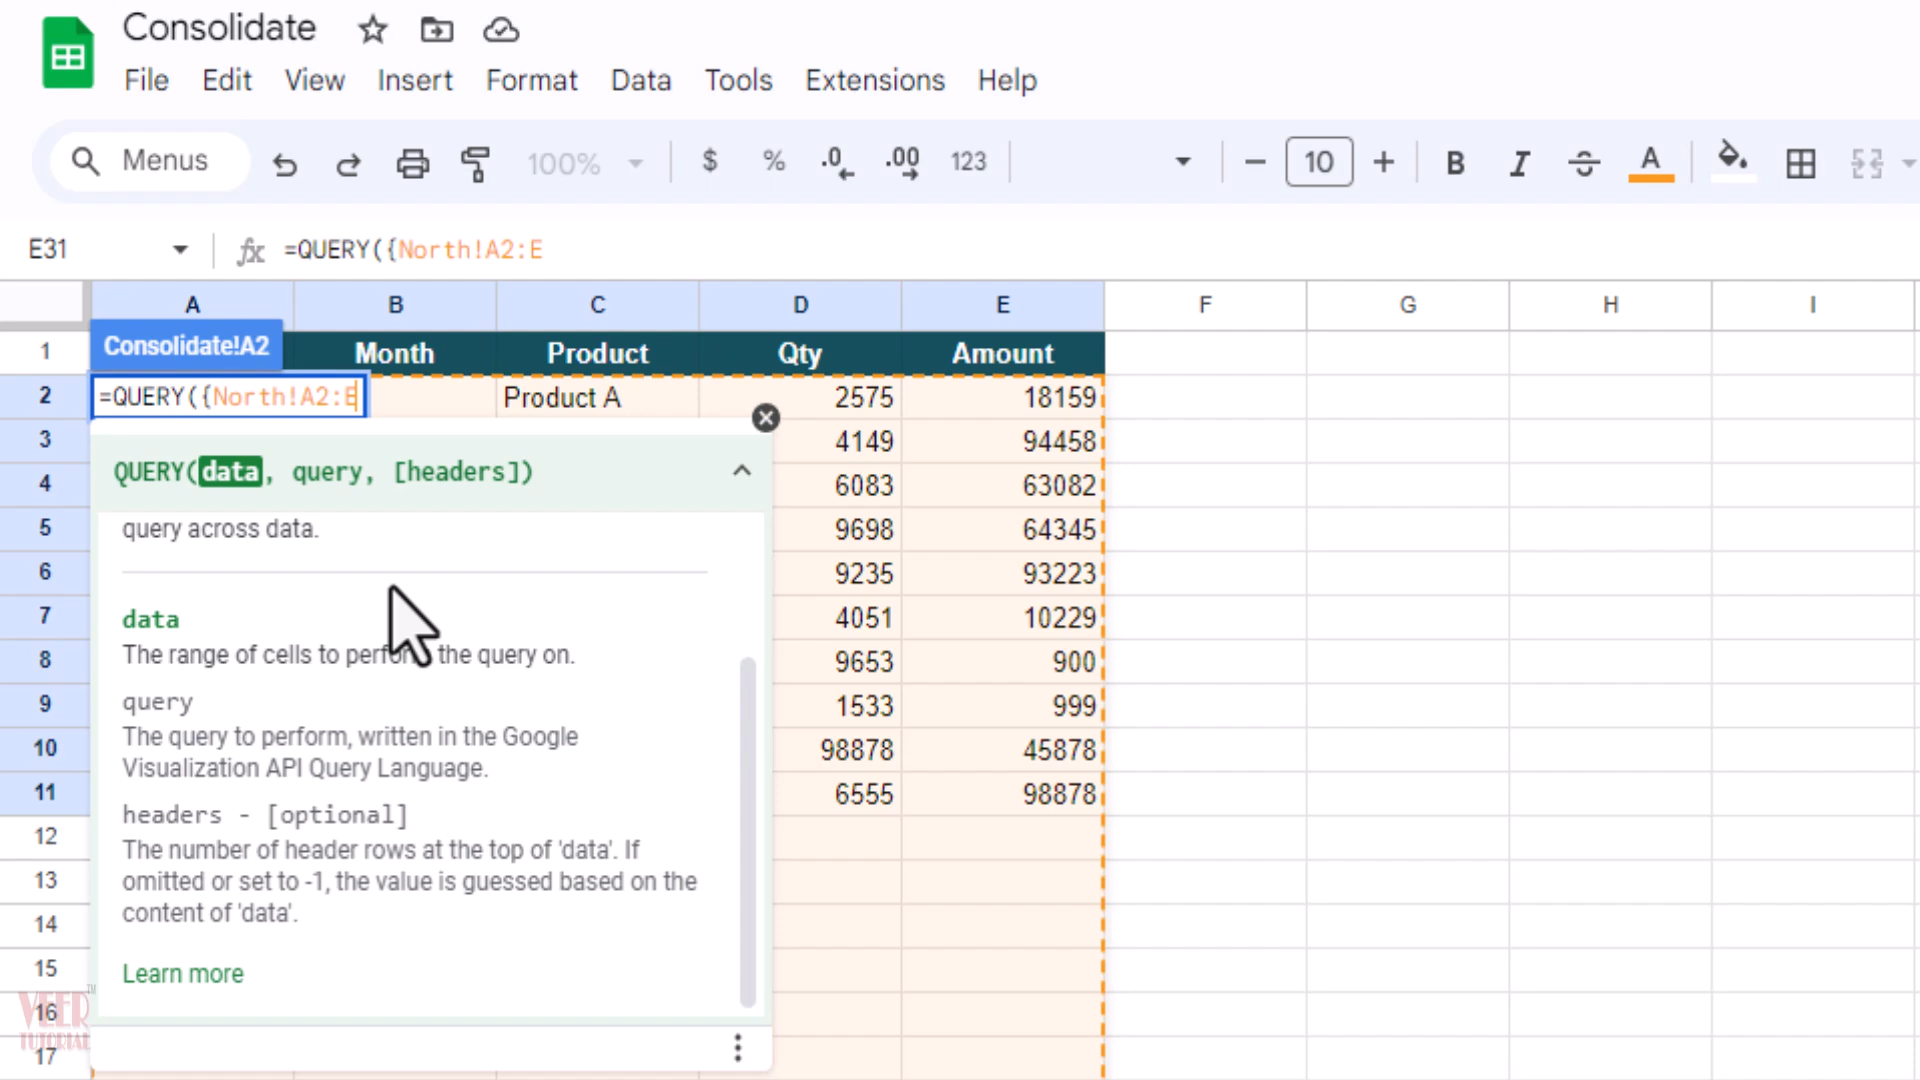 Consolidate
File Edit View Insert Format Data Tools Extensions Help
Menus 100% $ % .0 .00 123 10 B I A
E31 fx =QUERY({North!A2:E
A B C D E F G H I
Consolidate!A2
1 Month Product Qty Amount
2 =QUERY({North!A2:E Product A 2575 18159
3 4149 94458
QUERY(data, query, [headers])
4 6083 63082
query across data.
5 9698 64345
6 9235 93223
data
7 4051 10229
The range of cells to perform the query on.
8 9653 900
query
9 1533 999
The query to perform, written in the Google
10 98878 45878
Visualization API Query Language.
11 6555 98878
headers - [optional]
12
The number of header rows at the top of 'data'. If
13
omitted or set to -1, the value is guessed based on the
14
content of 'data'.
15
Learn more
16
17
VEER
TM
TUTORIAL